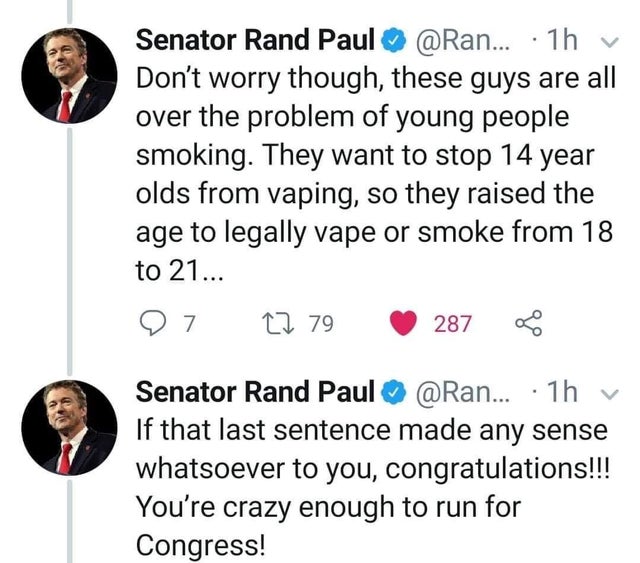 Senator Rand Paul @Ran... · 1h
Don't worry though, these guys are all
over the problem of young people
smoking. They want to stop 14 year
olds from vaping, so they raised the
age to legally vape or smoke from 18
to 21...
7 79 287
Senator Rand Paul @Ran... · 1h
If that last sentence made any sense
whatsoever to you, congratulations!!!
You're crazy enough to run for
Congress!